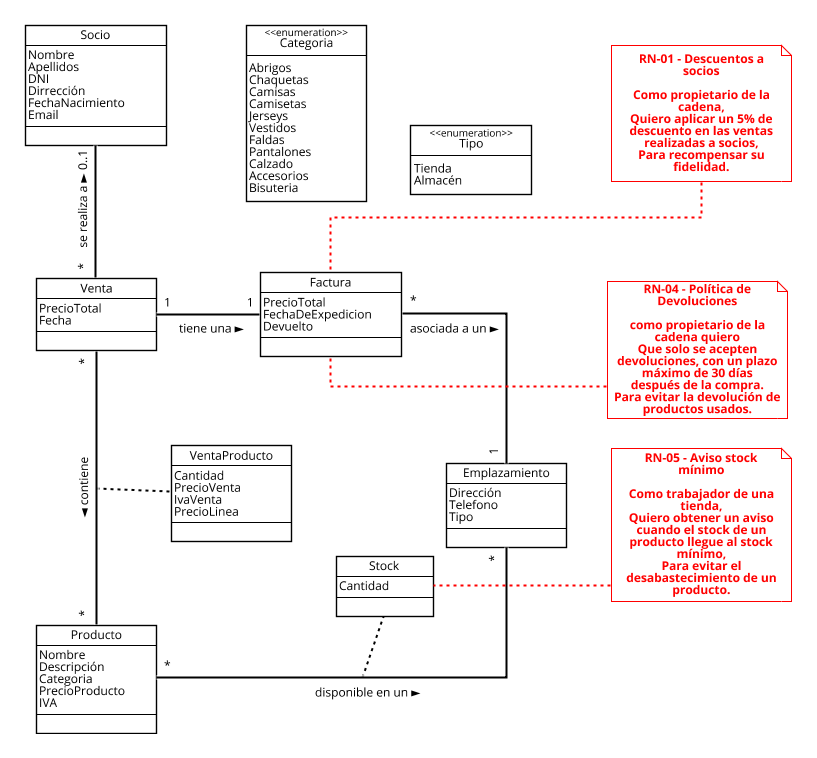 Socio
Nombre
Apellidos
DNI
Dirrección
FechaNacimiento
Email
<<enumeration>>
Categoria
Abrigos
Chaquetas
Camisas
Camisetas
Jerseys
Vestidos
Faldas
Pantalones
Calzado
Accesorios
Bisuteria
<<enumeration>>
Tipo
Tienda
Almacén
RN-01 - Descuentos a
socios
Como propietario de la
cadena,
Quiero aplicar un 5% de
descuento en las ventas
realizadas a socios,
Para recompensar su
fidelidad.
se realiza a ► 0..1
*
Venta
PrecioTotal
Fecha
1
1
tiene una ►
Factura
PrecioTotal
FechaDeExpedicion
Devuelto
*
asociada a un ►
1
RN-04 - Política de
Devoluciones
como propietario de la
cadena quiero
Que solo se acepten
devoluciones, con un plazo
máximo de 30 días
después de la compra.
Para evitar la devolución de
productos usados.
*
◄ contiene
*
VentaProducto
Cantidad
PrecioVenta
IvaVenta
PrecioLinea
Emplazamiento
Dirección
Telefono
Tipo
*
RN-05 - Aviso stock
mínimo
Como trabajador de una
tienda,
Quiero obtener un aviso
cuando el stock de un
producto llegue al stock
mínimo,
Para evitar el
desabastecimiento de un
producto.
Stock
Cantidad
Producto
Nombre
Descripción
Categoria
PrecioProducto
IVA
*
disponible en un ►